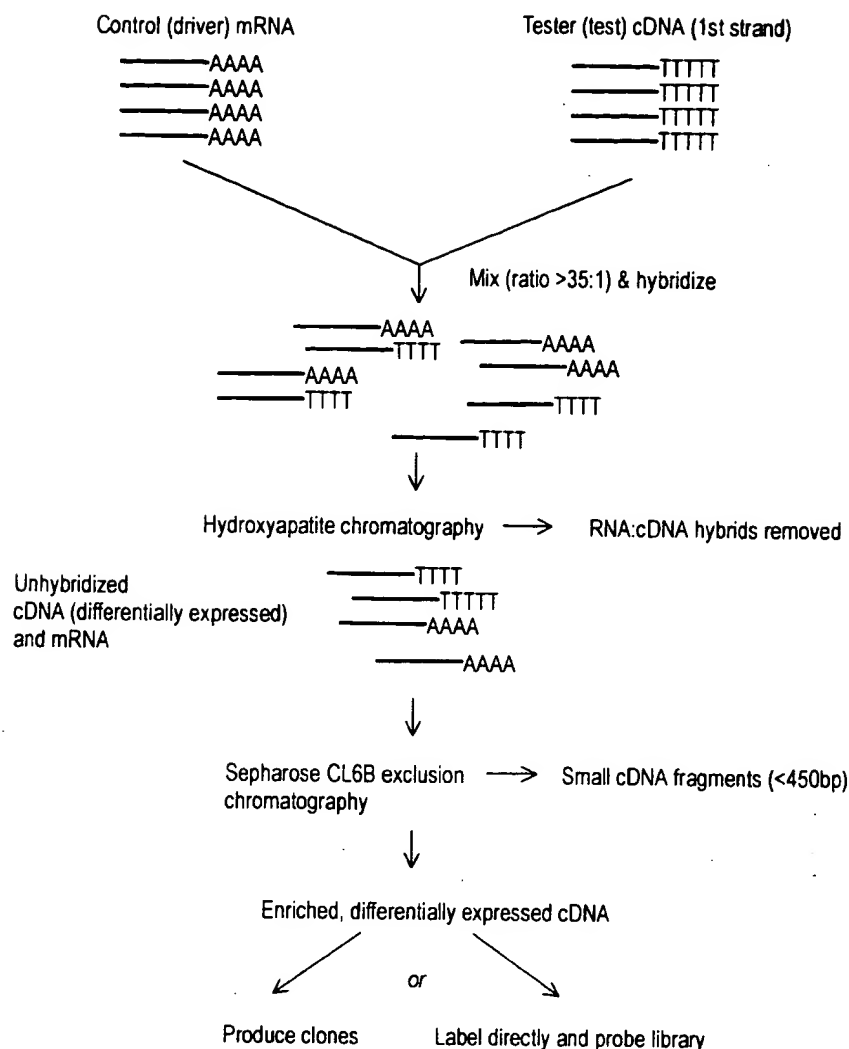 Control (driver) mRNA
Tester (test) cDNA (1st strand)
AAAA
AAAA
AAAA
AAAA
TTTTT
TTTTT
TTTTT
TTTTT
Mix (ratio >35:1) & hybridize
AAAA
TTTT
AAAA
TTTT
AAAA
AAAA
TTTT
TTTT
Hydroxyapatite chromatography
RNA:cDNA hybrids removed
Unhybridized
cDNA (differentially expressed)
and mRNA
TTTT
TTTTT
AAAA
AAAA
Sepharose CL6B exclusion
chromatography
Small cDNA fragments (<450bp)
Enriched, differentially expressed cDNA
or
Produce clones
Label directly and probe library